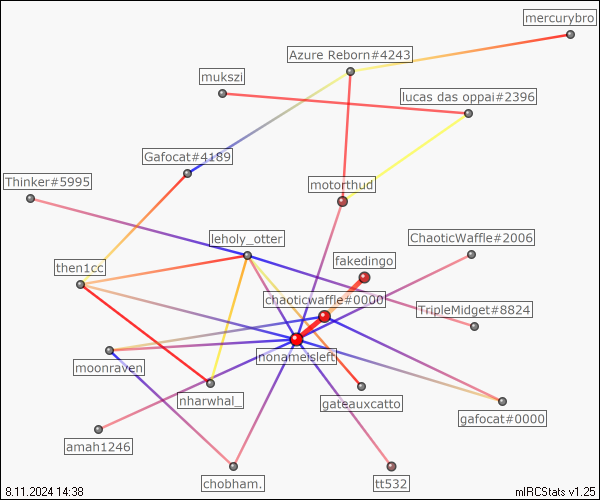 mercurybro
Azure Reborn#4243
mukszi
lucas das oppai#2396
Gafocat#4189
Thinker#5995
motorthud
leholy_otter
ChaoticWaffle#2006
fakedingo
then1cc
chaoticwaffle#0000
TripleMidget#8824
nonameisleft
moonraven
nharwhal_
gateauxcatto
gafocat#0000
amah1246
chobham.
tt532
8.11.2024 14:38
mIRCStats v1.25